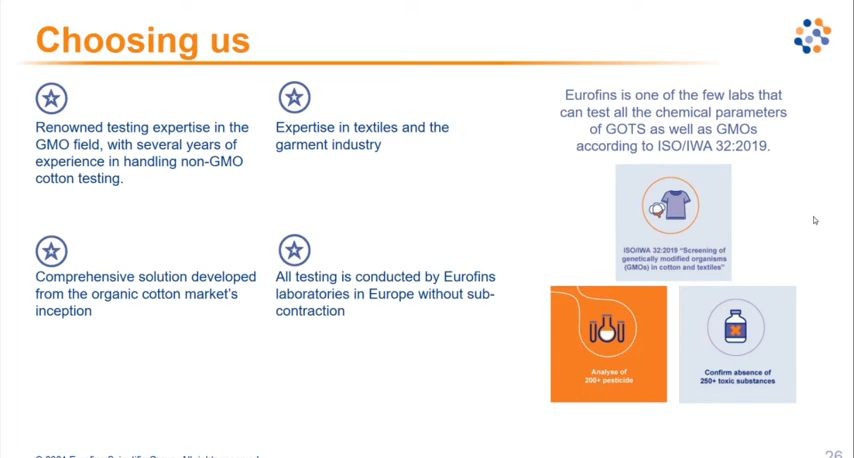 Choosing us
Renowned testing expertise in the
GMO field, with several years of
experience in handling non-GMO
cotton testing.
Expertise in textiles and the
garment industry
Comprehensive solution developed
from the organic cotton market's
inception
All testing is conducted by Eurofins
laboratories in Europe without sub-
contraction
Eurofins is one of the few labs that
can test all the chemical parameters
of GOTS as well as GMOs
according to ISO/IWA 32:2019.
ISO/IWA 32:2019 "Screening of
genetically modified organisms
(GMOs) in cotton and textiles"
Analyse of
200+ pesticide
Confirm absence of
250+ toxic substances
26